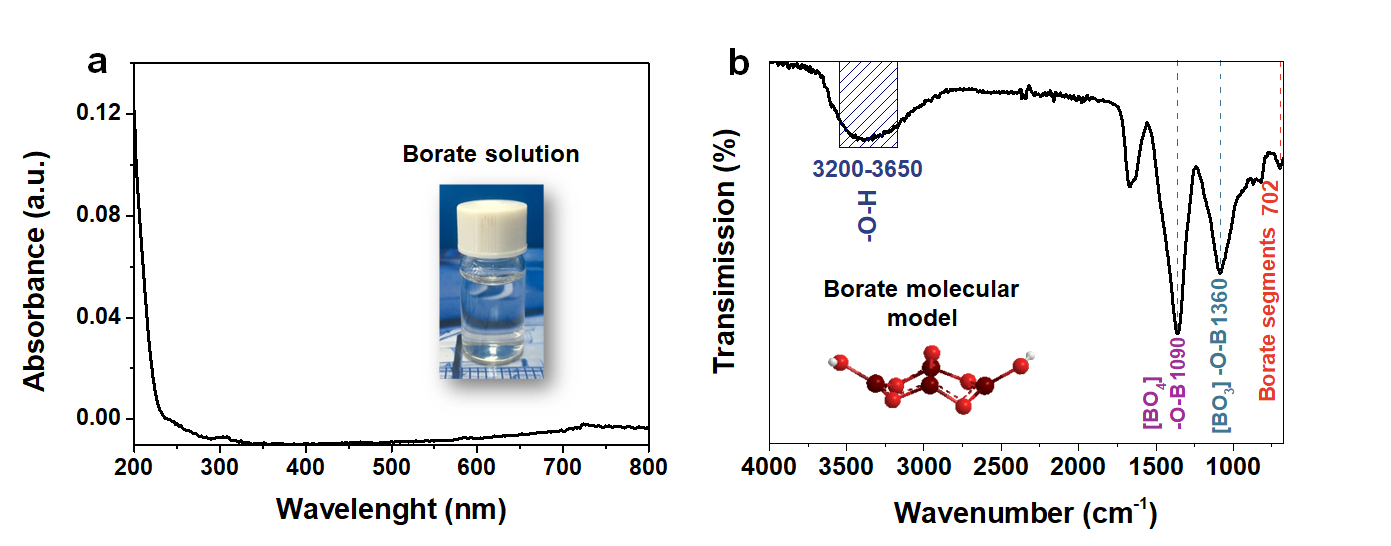 a
Absorbance (a.u.)
0.12
0.08
0.04
0.00
Borate solution
200 300 400 500 600 700 800
Wavelenght (nm)
b
Transimission (%)
3200-3650
-O-H
Borate molecular
model
[BO₄]
-O-B1090
[BO₃] -O-B1360
Borate segments 702
4000 3500 3000 2500 2000 1500 1000
Wavenumber (cm⁻¹)